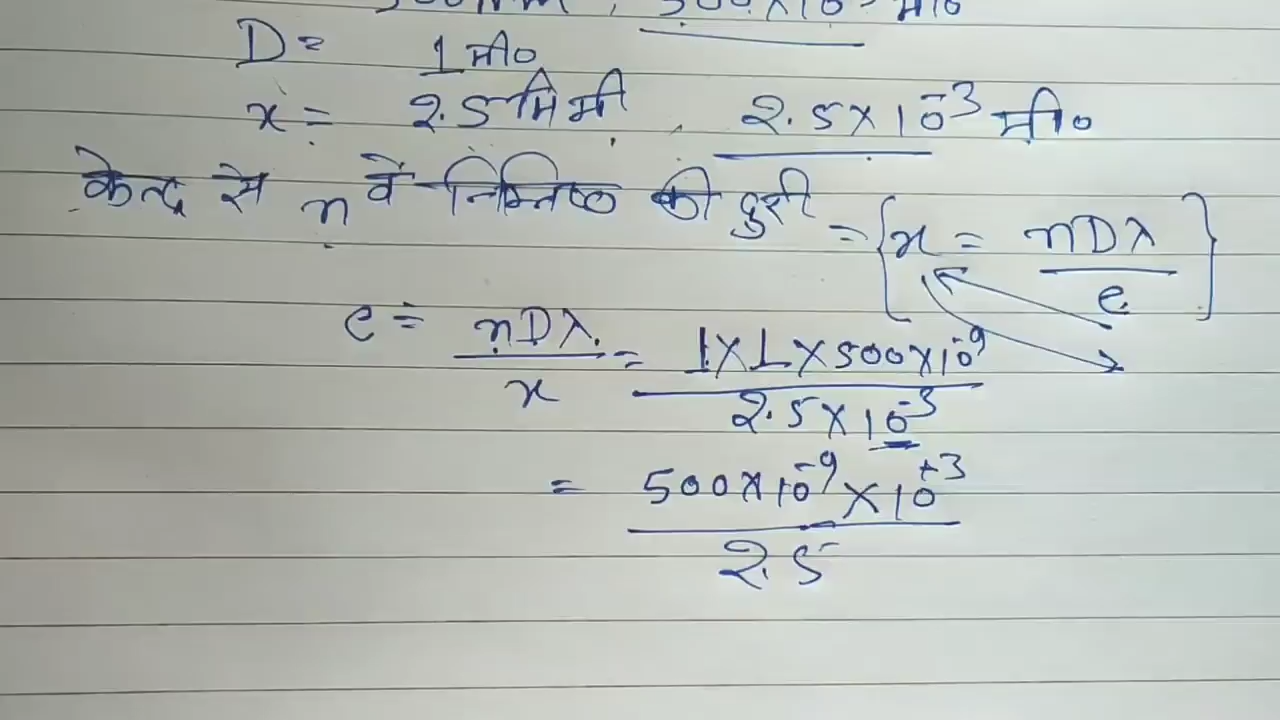 500
D = 1 मी०
x = 2.5 मिमी, 2.5×10⁻³ मी०
केन्द्र से n वें निम्निष्ठ की दुरी = {x = nDλ/e}
e = nDλ/x = 1×1×500×10⁻⁹/2.5×10⁻³
= 500×10⁻⁹×10⁺³/2.5